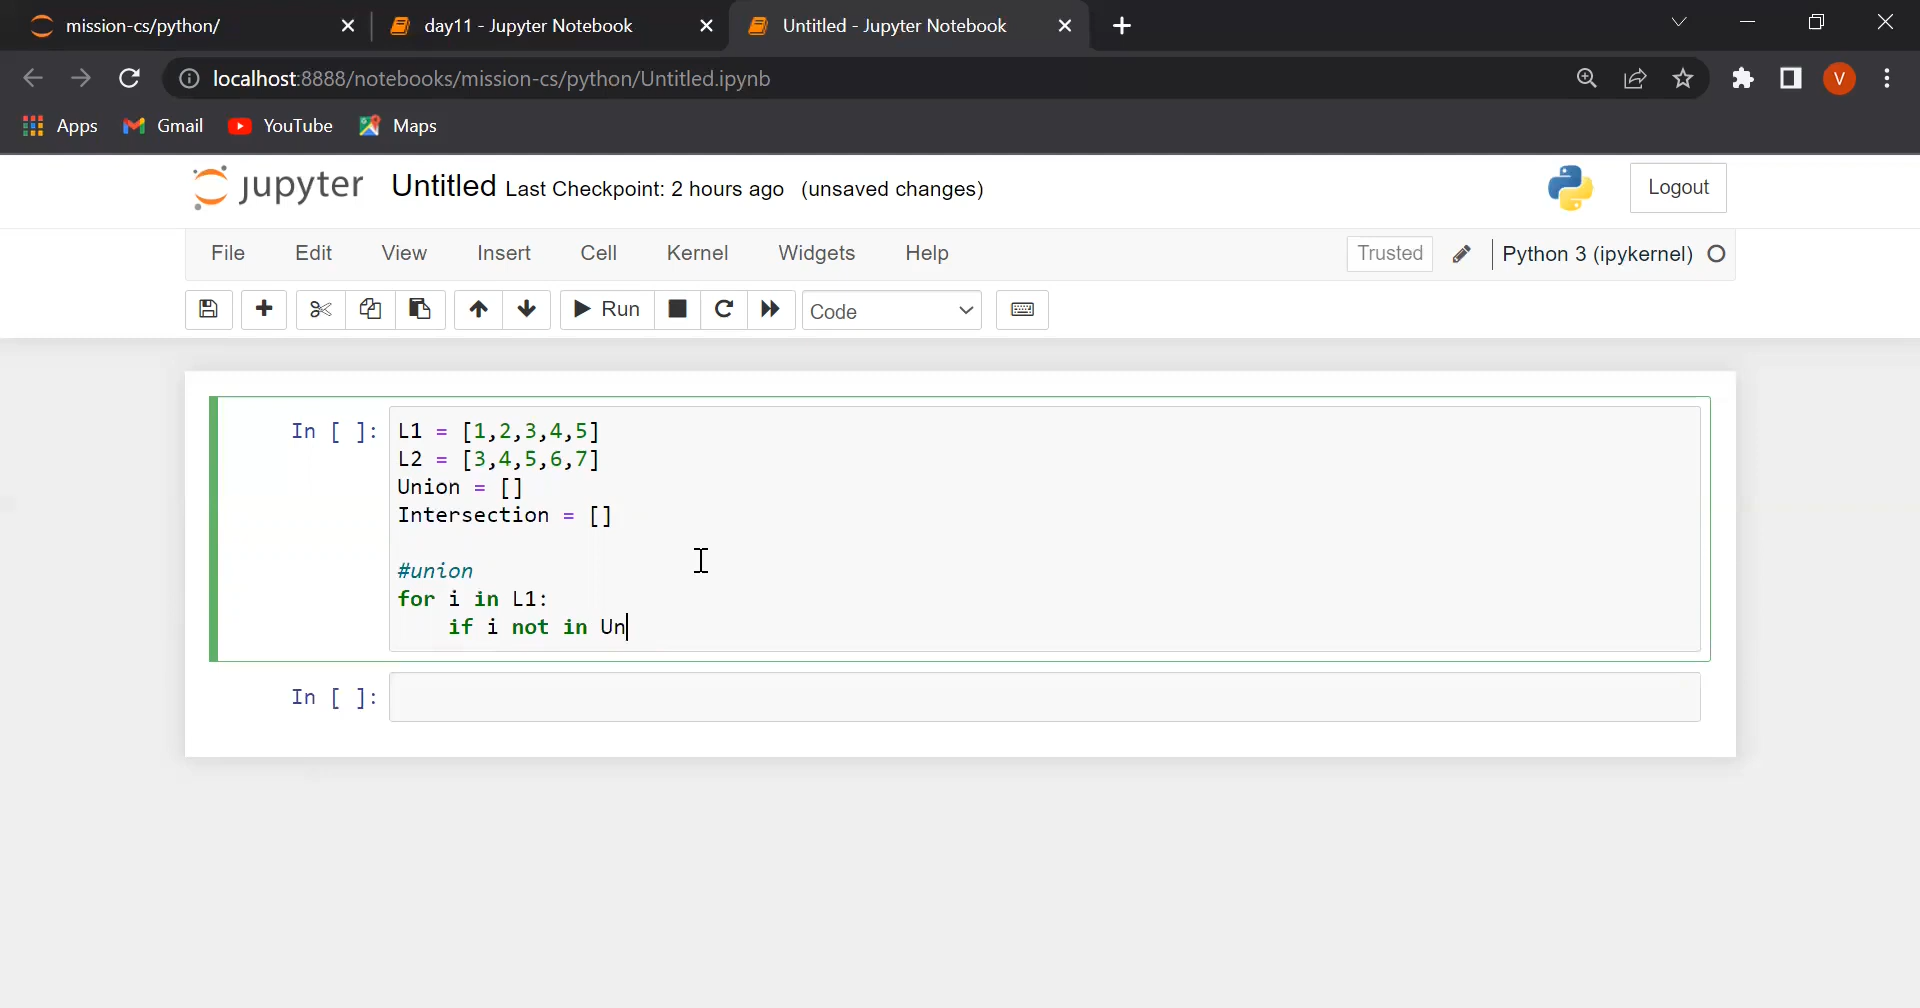 mission-cs/python/
day11 - Jupyter Notebook
Untitled - Jupyter Notebook
localhost:8888/notebooks/mission-cs/python/Untitled.ipynb
V
Apps
Gmail
YouTube
Maps
jupyter Untitled Last Checkpoint: 2 hours ago (unsaved changes)
Logout
File Edit View Insert Cell Kernel Widgets Help
Trusted
Python 3 (ipykernel)
Run
Code
In [ ]:
L1 = [1,2,3,4,5]
L2 = [3,4,5,6,7]
Union = []
Intersection = []
#union
for i in L1:
    if i not in Un
In [ ]: